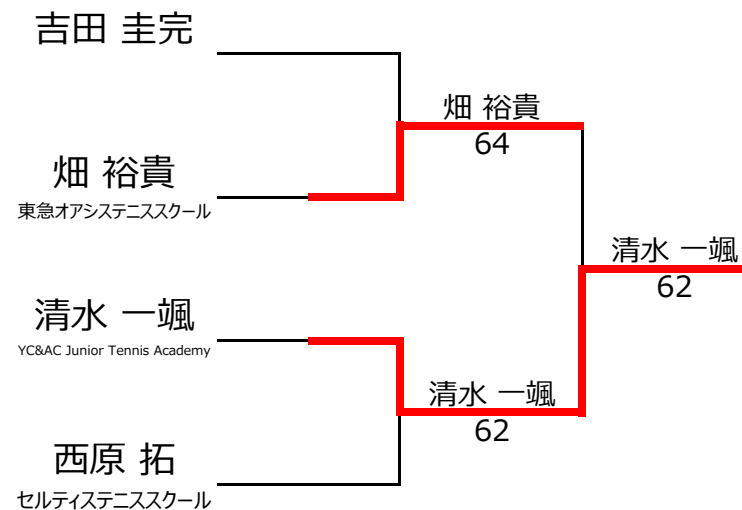 吉田 圭完
畑 裕貴
64
畑 裕貴
東急オアシステニススクール
清水 一颯
62
清水 一颯
YC&AC Junior Tennis Academy
清水 一颯
62
西原 拓
セルティステニススクール